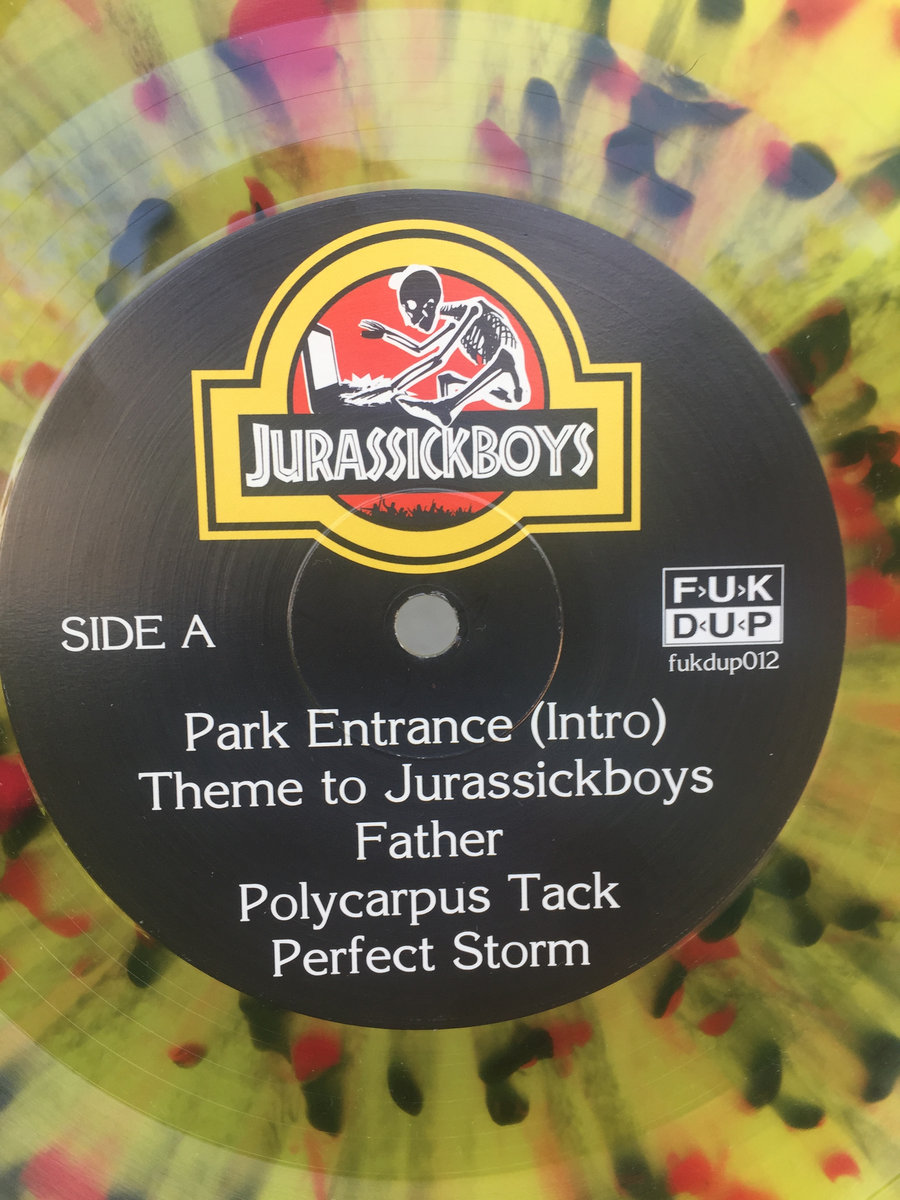 JURASSICKBOYS
F›U›K
D‹U‹P
fukdup012
SIDE A
Park Entrance (Intro)
Theme to Jurassickboys
Father
Polycarpus Tack
Perfect Storm